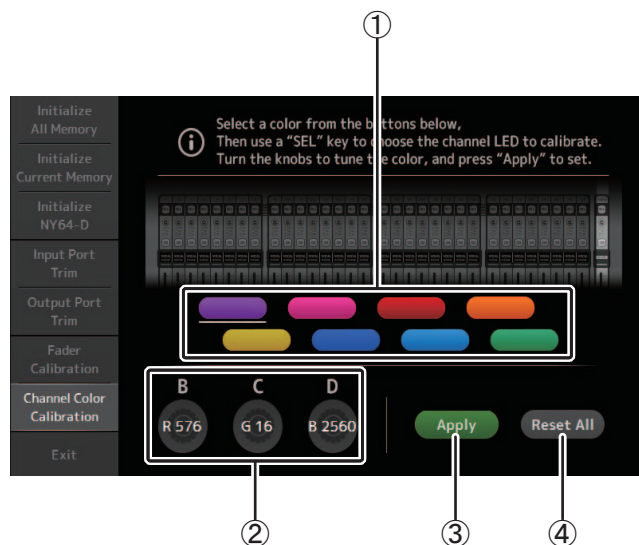 ①
Initialize
All Memory
Initialize
Current Memory
Initialize
NY64-D
Input Port
Trim
Output Port
Trim
Fader
Calibration
Channel Color
Calibration
Exit
Select a color from the buttons below,
Then use a "SEL" key to choose the channel LED to calibrate.
Turn the knobs to tune the color, and press "Apply" to set.
B C D
R 576 G 16 B 2560
Apply Reset All
② ③ ④